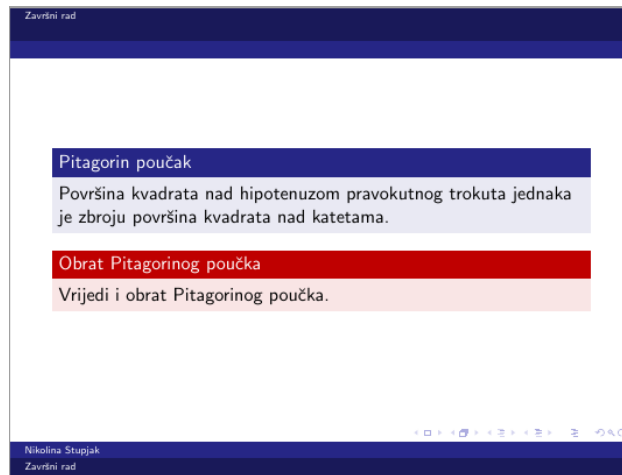 Završni rad
Pitagorin poučak
Površina kvadrata nad hipotenuzom pravokutnog trokuta jednaka
je zbroju površina kvadrata nad katetama.
Obrat Pitagorinog poučka
Vrijedi i obrat Pitagorinog poučka.
Nikolina Stupjak
Završni rad